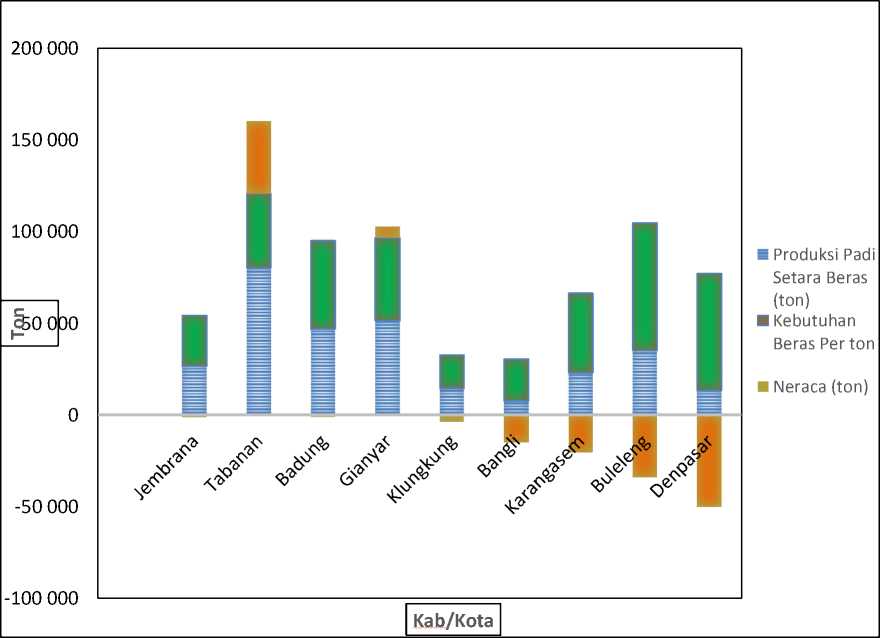 200 000
150 000
100 000
50 000
0
-50 000
-100 000
Ton
Jembrana
Tabanan
Badung
Gianyar
Klungkung
Bangli
Karangasem
Buleleng
Denpasar
Kab/Kota
Produksi Padi
Setara Beras
(ton)
Kebutuhan
Beras Per ton
Neraca (ton)